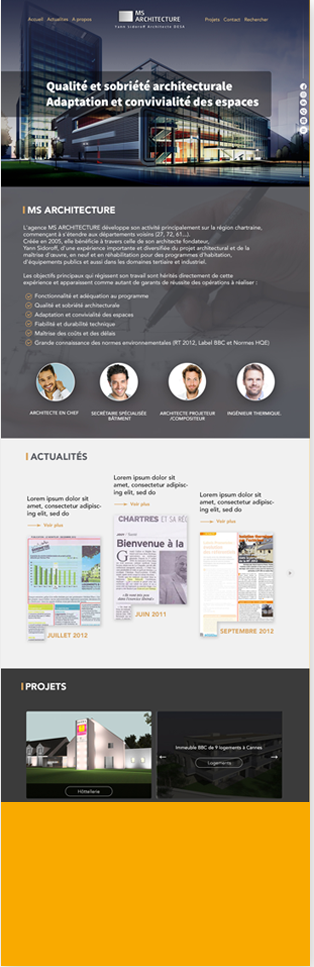 Accueil Actualites A propos
MS
ARCHITECTURE
Projets Contact Rechercher
Qualité et sobriété architecturale
Adaptation et convivialité des espaces
MS ARCHITECTURE
L'agence MS ARCHITECTURE développe son activité principalement sur la région chartraine,
commençant à s'étendre aux départements voisins (27, 72, 61...).
Créée en 2005, elle bénéficie à travers celle de son architecte fondateur,
Yann Sidoroff, d'une expérience importante et diversifiée du projet architectural et de la
maîtrise d'œuvre, en neuf et en réhabilitation pour des programmes d'habitation,
d'équipements publics et aussi dans les domaines tertiaire et industriel.
Les objectifs principaux qui régissent son travail sont hérités directement de cette
expérience et apparaissent comme autant de garants de réussite des opérations à réaliser :
Fonctionnalité et adéquation au programme
Qualité et sobriété architecturale
Adaptation et convivialité des espaces
Fiabilité et durabilité technique
Maîtrise des coûts et des délais
Grande connaissance des normes environnementales (RT 2012, Label BBC et Normes HQE)
ARCHITECTE EN CHEF
SECRÉTAIRE SPÉCIALISÉE
BÂTIMENT
ARCHITECTE PROJETEUR
/COMPOSITEUR
INGÉNIEUR THERMIQUE.
ACTUALITÉS
Lorem ipsum dolor sit
amet, consectetur adipisc-
ing elit, sed do
Voir plus
JUILLET 2012
Lorem ipsum dolor sit
amet, consectetur adipisc-
ing elit, sed do
Voir plus
CHARTRES ET SA RÉ
Bienvenue à la
JUIN 2011
Lorem ipsum dolor sit
amet, consectetur adipisc-
ing elit, sed do
Voir plus
SEPTEMBRE 2012
PROJETS
Hôtellerie
Immeuble BBC de 9 logements à Cannes
Logements